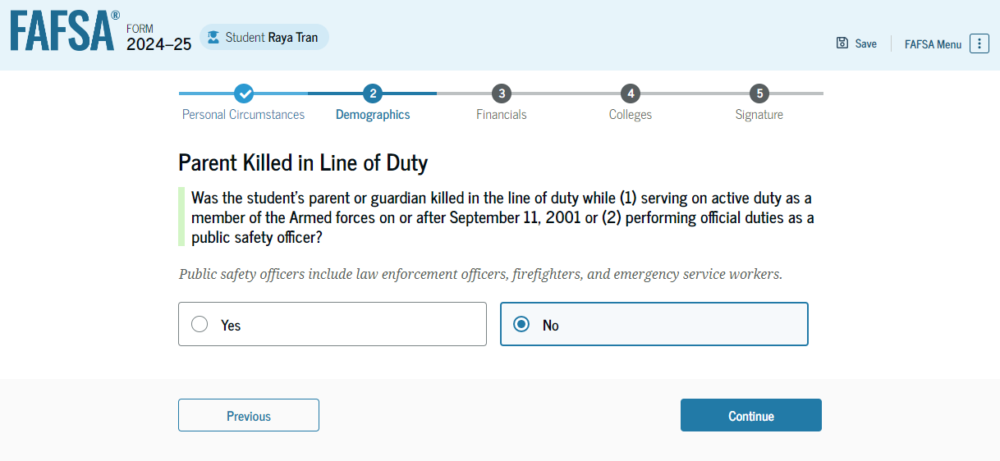 FAFSA®
FORM
2024–25
Student Raya Tran
Save
FAFSA Menu
2
3
4
5
Personal Circumstances
Demographics
Financials
Colleges
Signature
Parent Killed in Line of Duty
Was the student's parent or guardian killed in the line of duty while (1) serving on active duty as a
member of the Armed forces on or after September 11, 2001 or (2) performing official duties as a
public safety officer?
Public safety officers include law enforcement officers, firefighters, and emergency service workers.
Yes
No
Previous
Continue